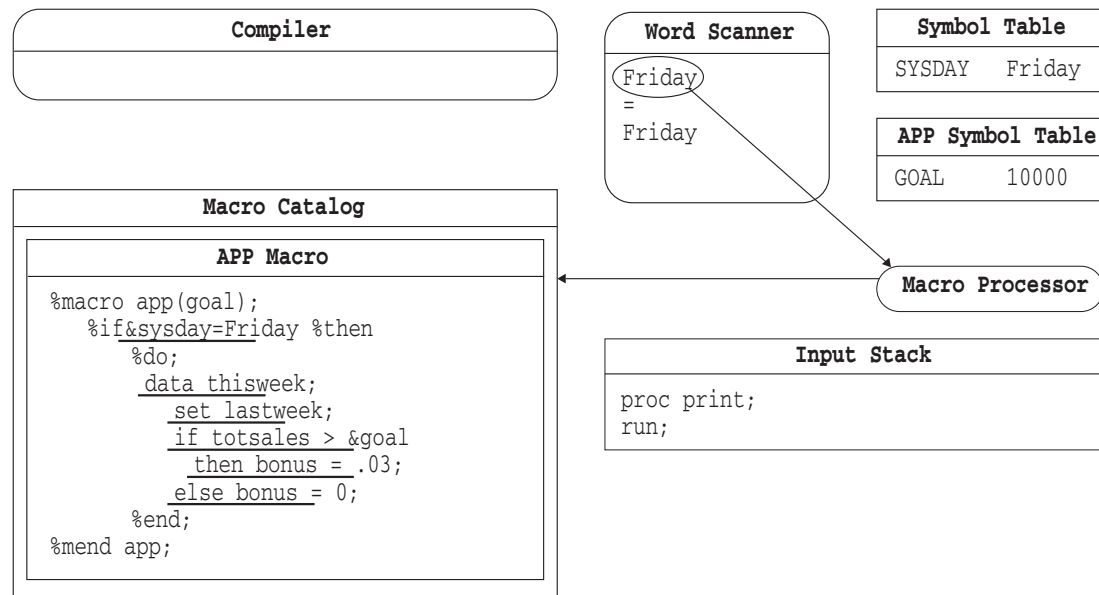 Compiler
Word Scanner
Friday
=
Friday
Symbol Table
SYSDAY Friday
APP Symbol Table
GOAL 10000
Macro Catalog
APP Macro
%macro app(goal);
%if&sysday=Friday %then
%do;
data thisweek;
set lastweek;
if totsales > &goal
then bonus = .03;
else bonus = 0;
%end;
%mend app;
Macro Processor
Input Stack
proc print;
run;